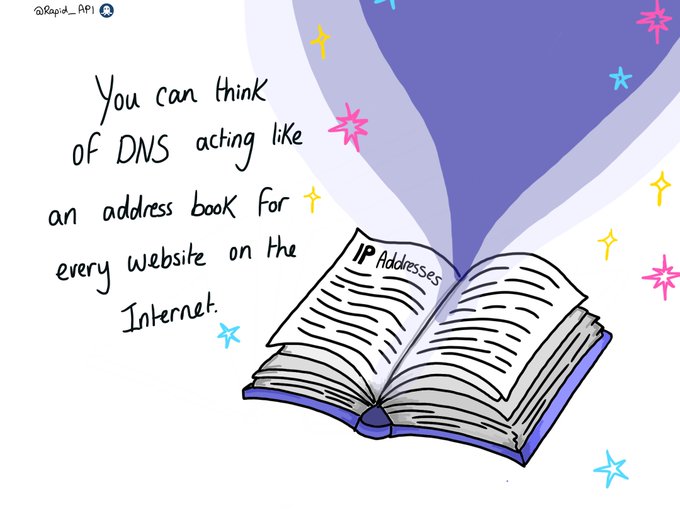 @Rapid_API
You can think
of DNS acting like
an address book for
every website on the
Internet.
IP Addresses